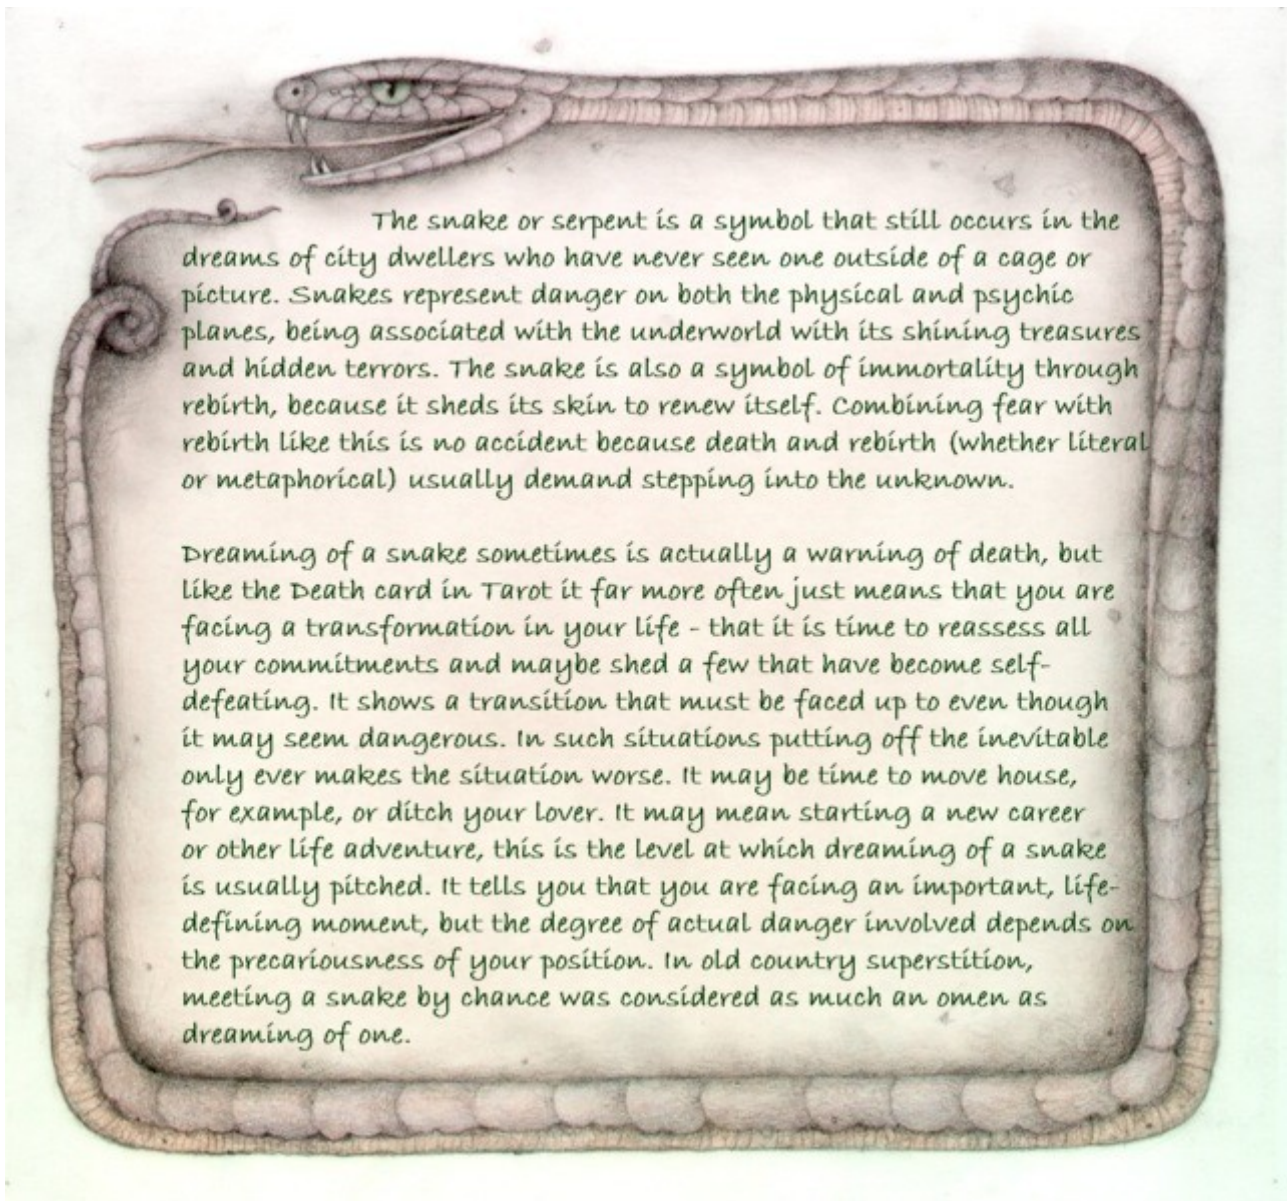 The snake or serpent is a symbol that still occurs in the
dreams of city dwellers who have never seen one outside of a cage or
picture. Snakes represent danger on both the physical and psychic
planes, being associated with the underworld with its shining treasures
and hidden terrors. The snake is also a symbol of immortality through
rebirth, because it sheds its skin to renew itself. Combining fear with
rebirth like this is no accident because death and rebirth (whether literal
or metaphorical) usually demand stepping into the unknown.
Dreaming of a snake sometimes is actually a warning of death, but
like the Death card in Tarot it far more often just means that you are
facing a transformation in your life - that it is time to reassess all
your commitments and maybe shed a few that have become self-
defeating. It shows a transition that must be faced up to even though
it may seem dangerous. In such situations putting off the inevitable
only ever makes the situation worse. It may be time to move house,
for example, or ditch your lover. It may mean starting a new career
or other life adventure, this is the level at which dreaming of a snake
is usually pitched. It tells you that you are facing an important, life-
defining moment, but the degree of actual danger involved depends on
the precariousness of your position. In old country superstition,
meeting a snake by chance was considered as much an omen as
dreaming of one.